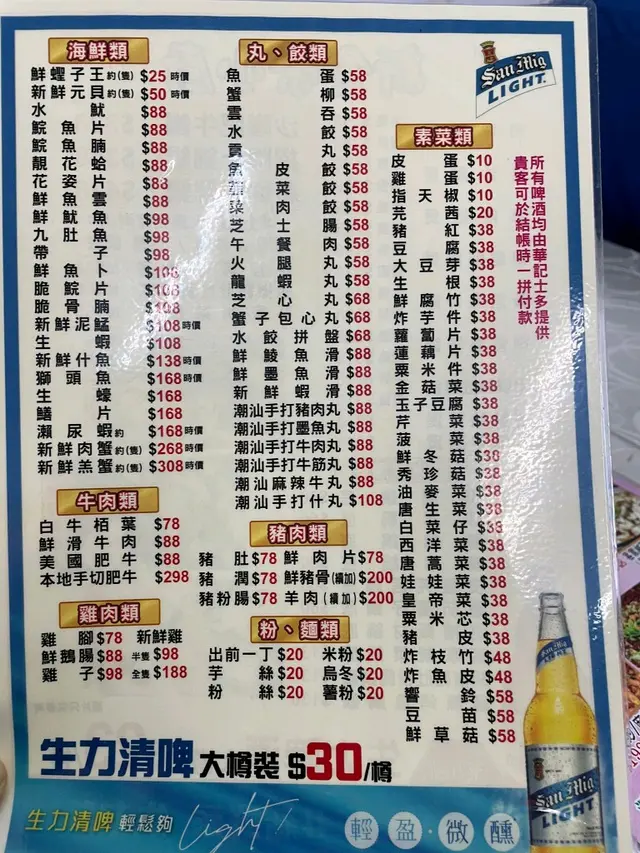 海鮮類
鮮蟶子王約(隻) $25 時價
新鮮元貝約(隻) $50 時價
水魷 $88
鯇魚片 $88
鯇魚腩 $88
靚花蛤 $88
花姿片 $88
鮮魚雲 $88
鮮魷魚 $98
九肚魚 $98
帶子 $98
鮮魚卜 $108
脆鯇片 $108
脆骨腩 $108
新鮮泥鯭 $108 時價
生蝦 $108
新鮮什魚 $138 時價
獅頭魚 $168 時價
生蠔 $168
鱔片 $168
瀨尿蝦約 $168 時價
新鮮肉蟹約(隻) $268 時價
新鮮羔蟹約(隻) $308 時價
牛肉類
白牛栢葉 $78
鮮滑牛肉 $88
美國肥牛 $88
本地手切肥牛 $298
雞肉類
雞腳 $78 新鮮雞
鮮鵝腸 $88 半隻 $98
雞子 $98 全隻 $188
丸、餃類
魚蛋 $58
蟹柳 $58
雲吞 $58
水餃 $58
貢丸 $58
魚皮餃 $58
菜餃 $58
菜肉餃 $58
芝士腸 $58
午餐肉 $58
火腿丸 $58
龍蝦丸 $58
芝心丸 $68
蟹子包心丸 $68
水餃拼盤 $68
鮮鯪魚滑 $88
鮮墨魚滑 $88
新鮮蝦滑 $88
潮汕手打豬肉丸 $88
潮汕手打墨魚丸 $88
潮汕手打牛肉丸 $88
潮汕手打牛筋丸 $88
潮汕麻辣牛丸 $88
潮汕手打什丸 $108
豬肉類
豬肚 $78 鮮肉片 $78
豬潤 $78 鮮豬骨(續加) $200
豬粉腸 $78 羊肉(續加) $200
粉、麵類
出前一丁 $20 米粉 $20
芋絲 $20 烏冬 $20
粉絲 $20 薯粉 $20
素菜類
皮蛋 $10
雞蛋 $10
指天椒 $10
芫茜 $20
豬紅 $38
豆腐 $38
大豆芽 $38
生根 $38
鮮腐竹 $38
炸芋件 $38
蘿蔔片 $38
蓮藕片 $38
粟米件 $38
金菇菜 $38
玉子豆腐 $38
芹菜 $38
菠菜 $38
鮮冬菇 $38
秀珍菇 $38
油麥菜 $38
唐生菜 $38
白菜仔 $38
西洋菜 $38
唐蒿菜 $38
娃娃菜 $38
皇帝菜 $38
粟米芯 $38
豬皮 $38
炸枝竹 $48
炸魚皮 $48
響鈴 $58
豆苗 $58
鮮草菇 $58
San Mig
LIGHT
所有啤酒均由華記士多提供
貴客可於結帳時一拼付款
生力清啤 大樽裝 $30/樽
生力清啤 輕鬆夠 Light
輕盈·微醺
San Mig
LIGHT
San Mig
LIGHT